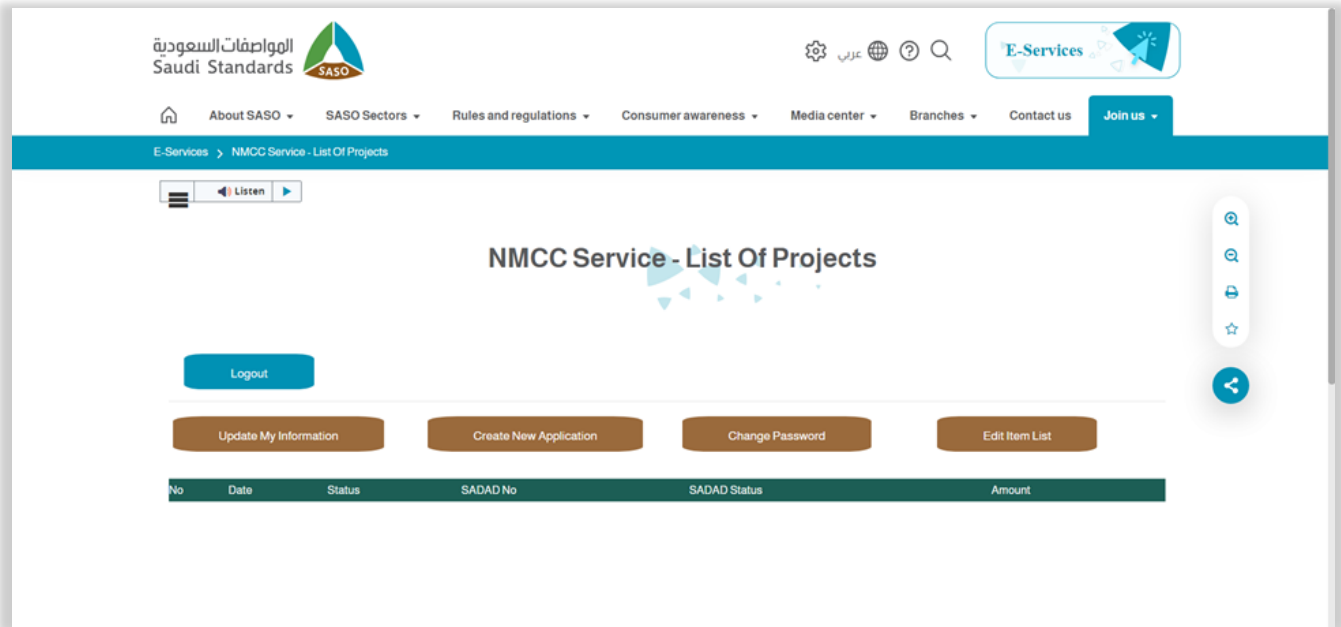 المواصفات السعودية
Saudi Standards
SASO
عربي
E-Services
About SASO
SASO Sectors
Rules and regulations
Consumer awareness
Media center
Branches
Contact us
Join us
E-Services > NMCC Service - List Of Projects
Listen
NMCC Service - List Of Projects
Logout
Update My Information
Create New Application
Change Password
Edit Item List
No Date Status SADAD No SADAD Status Amount